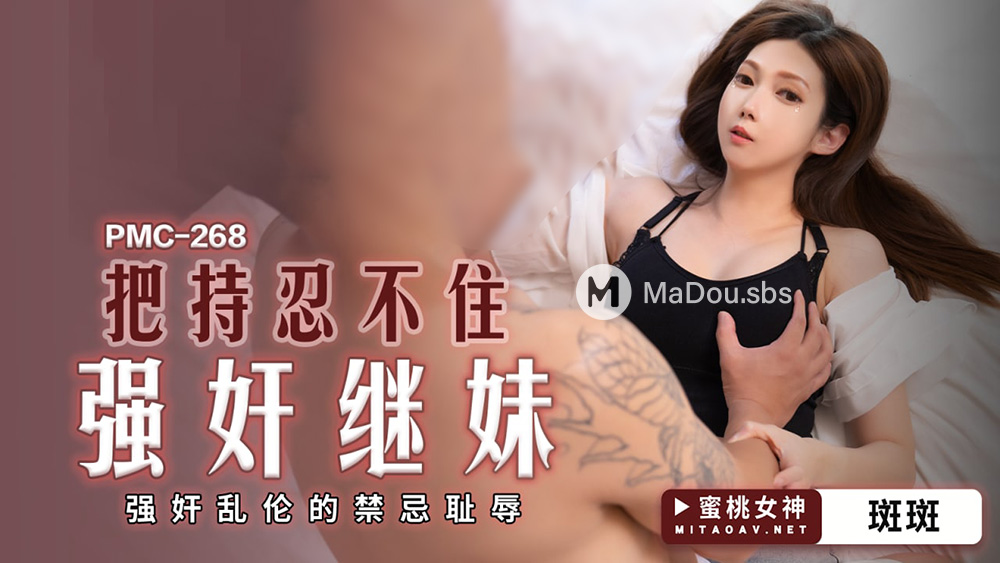 PMC-268
把持忍不住
强奸继妹
强奸乱伦的禁忌耻辱
M MaDou.sbs
蜜桃女神
MITAOAV.NET
斑斑